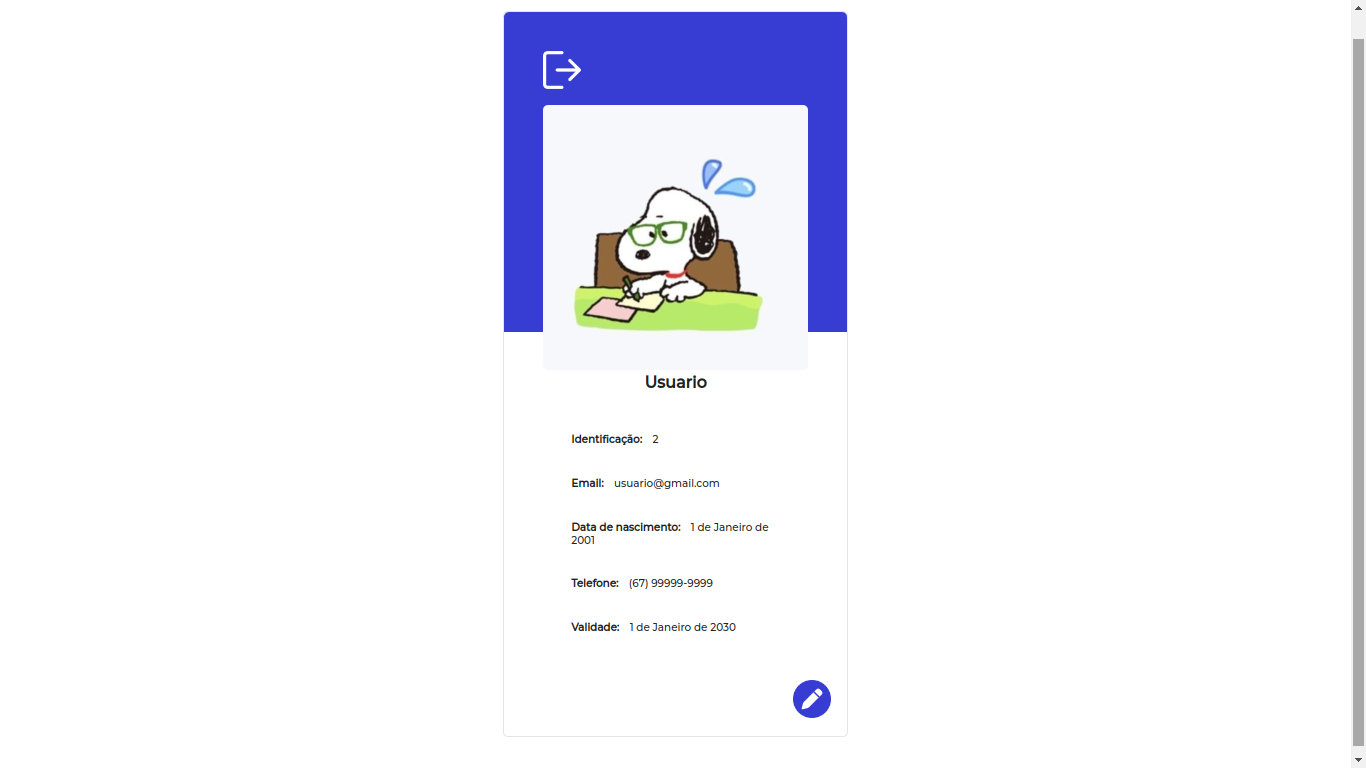 Usuario
Identificação: 2
Email: usuario@gmail.com
Data de nascimento: 1 de Janeiro de
2001
Telefone: (67) 99999-9999
Validade: 1 de Janeiro de 2030